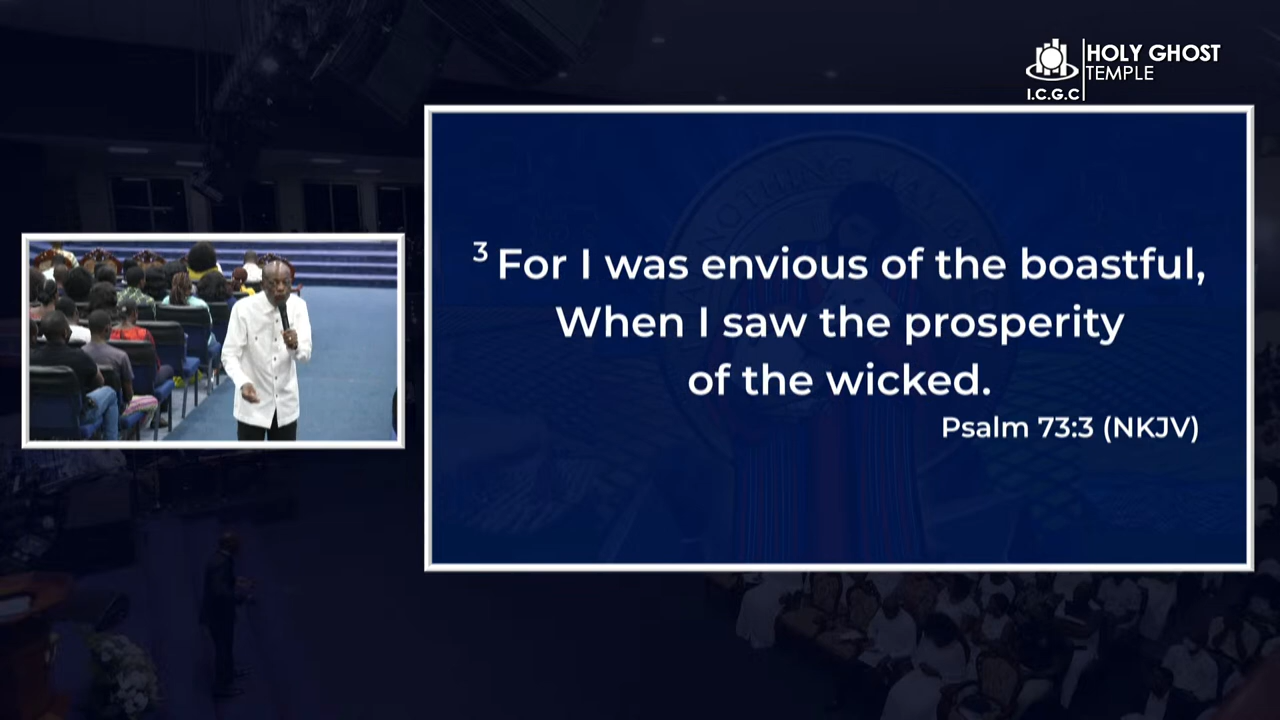 HOLY GHOST
TEMPLE
I.C.G.C
3 For I was envious of the boastful,
When I saw the prosperity
of the wicked.
Psalm 73:3 (NKJV)